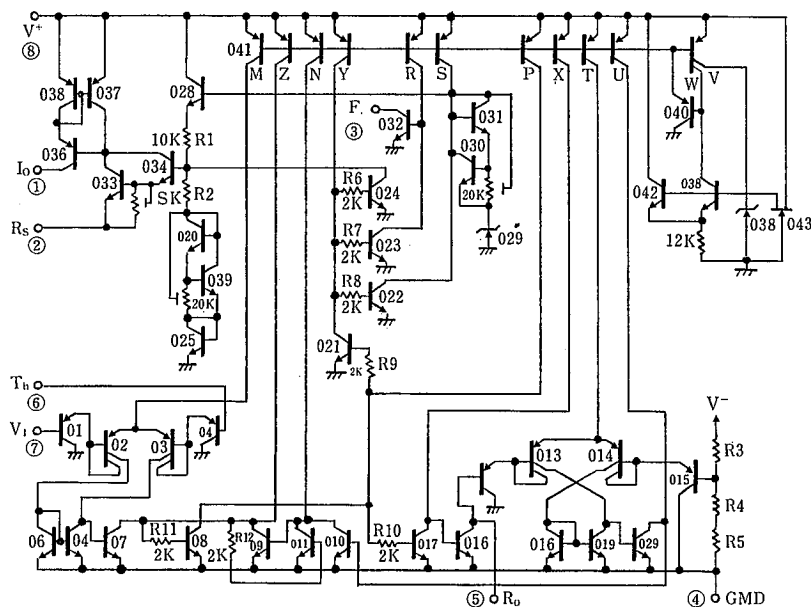 V⁺
⑧
041
M Z N Y R S P X T U W V
038 037
028
F
③
032
031
040
10K R1
030
036
034
I₀
①
033
5K
R2
R6
2K
024
20K
042
038
038
043
Rs
②
020
R7
2K
023
029
12K
039
20K
R8
2K
022
025
021
2K
R9
Th
⑥
V₁
⑦
01
02
03
04
013
014
015
V⁻
R3
R4
R5
06
04
07
R11
2K
08
R12
2K
09
011
010
R10
2K
017
016
016
019
029
⑤ R₀
④ GMD